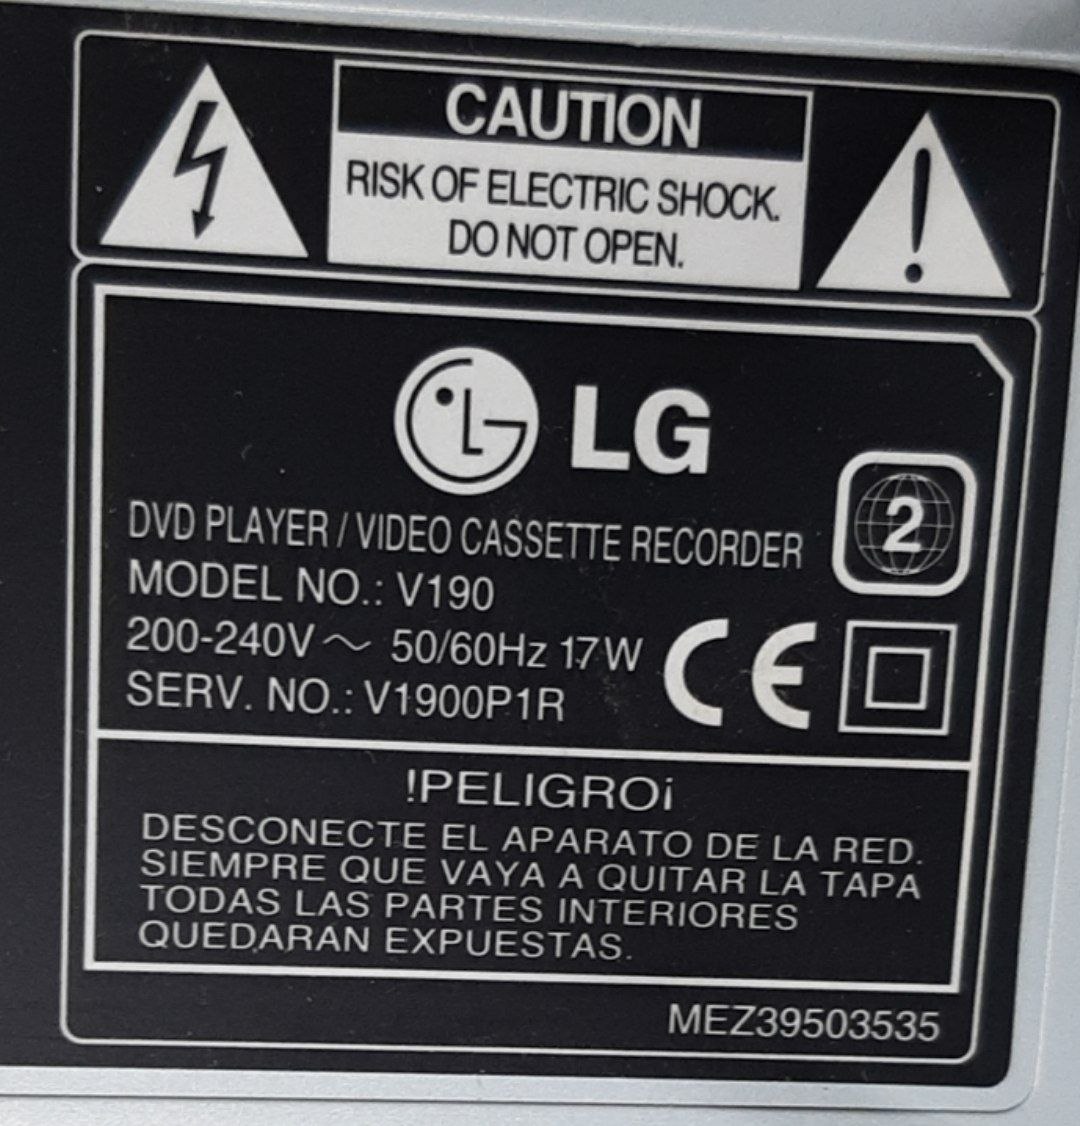 CAUTION
RISK OF ELECTRIC SHOCK.
DO NOT OPEN.
LG
DVD PLAYER / VIDEO CASSETTE RECORDER
2
MODEL NO.: V190
200-240V ~ 50/60Hz 17W
CE
SERV. NO.: V1900P1R
!PELIGRO¡
DESCONECTE EL APARATO DE LA RED.
SIEMPRE QUE VAYA A QUITAR LA TAPA
TODAS LAS PARTES INTERIORES
QUEDARAN EXPUESTAS.
MEZ39503535